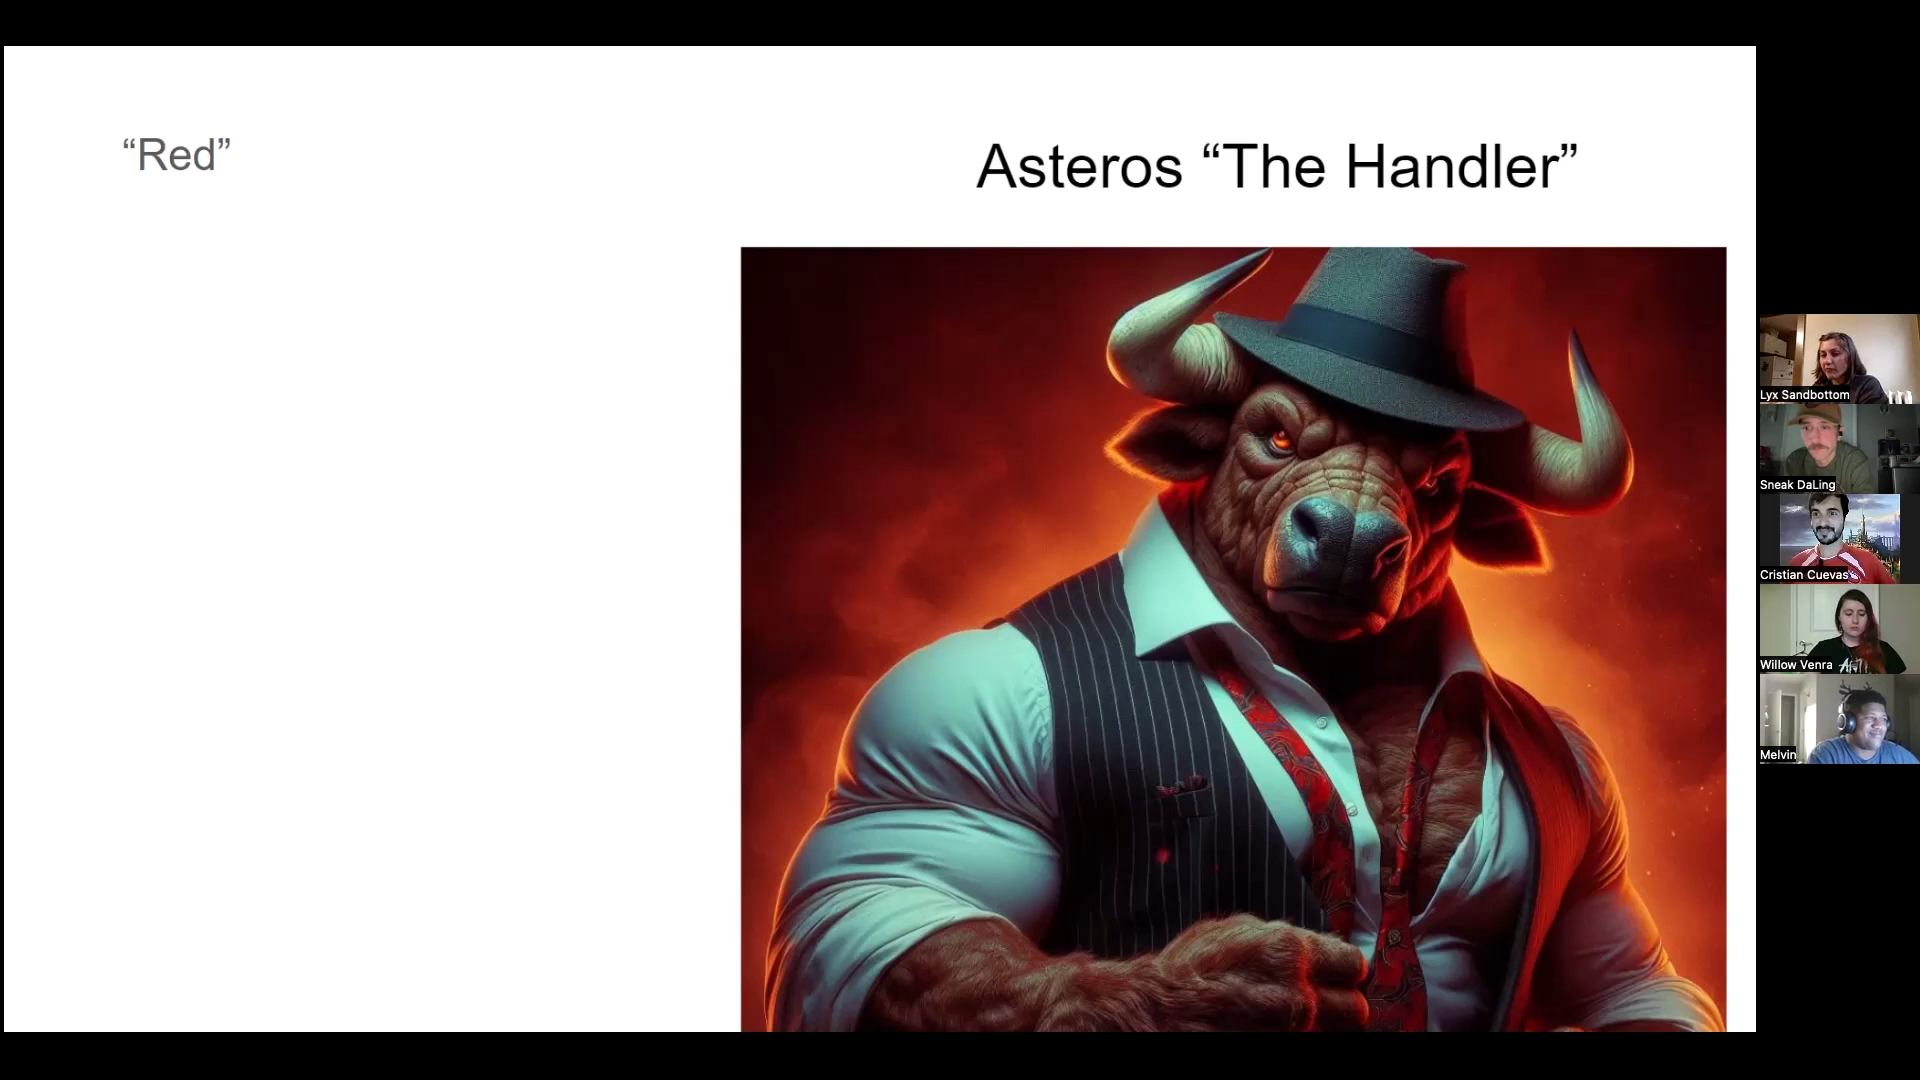 “Red”
Asteros “The Handler”
Lyx Sandbottom
Sneak DaLing
Cristian Cuevas
Willow Venra
Melvin